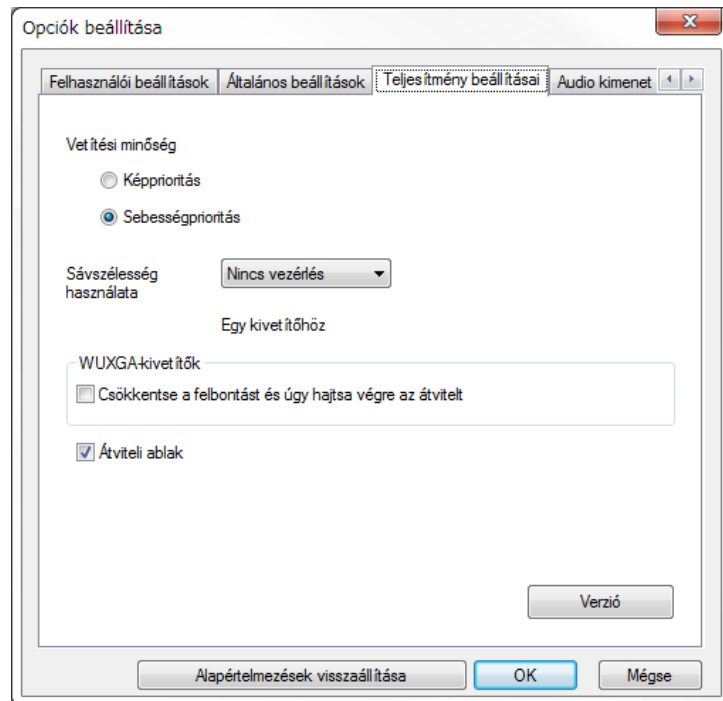 Opciók beállítása
Felhasználói beállítások
Általános beállítások
Teljesítmény beállításai
Audio kimenet
Vetítési minőség
Képprioritás
Sebességprioritás
Sávszélesség
használata
Nincs vezérlés
Egy kivetítőhöz
WUXGA-kivetítők
Csökkentse a felbontást és úgy hajtsa végre az átvitelt
Átviteli ablak
Verzió
Alapértelmezések visszaállítása
OK
Mégse